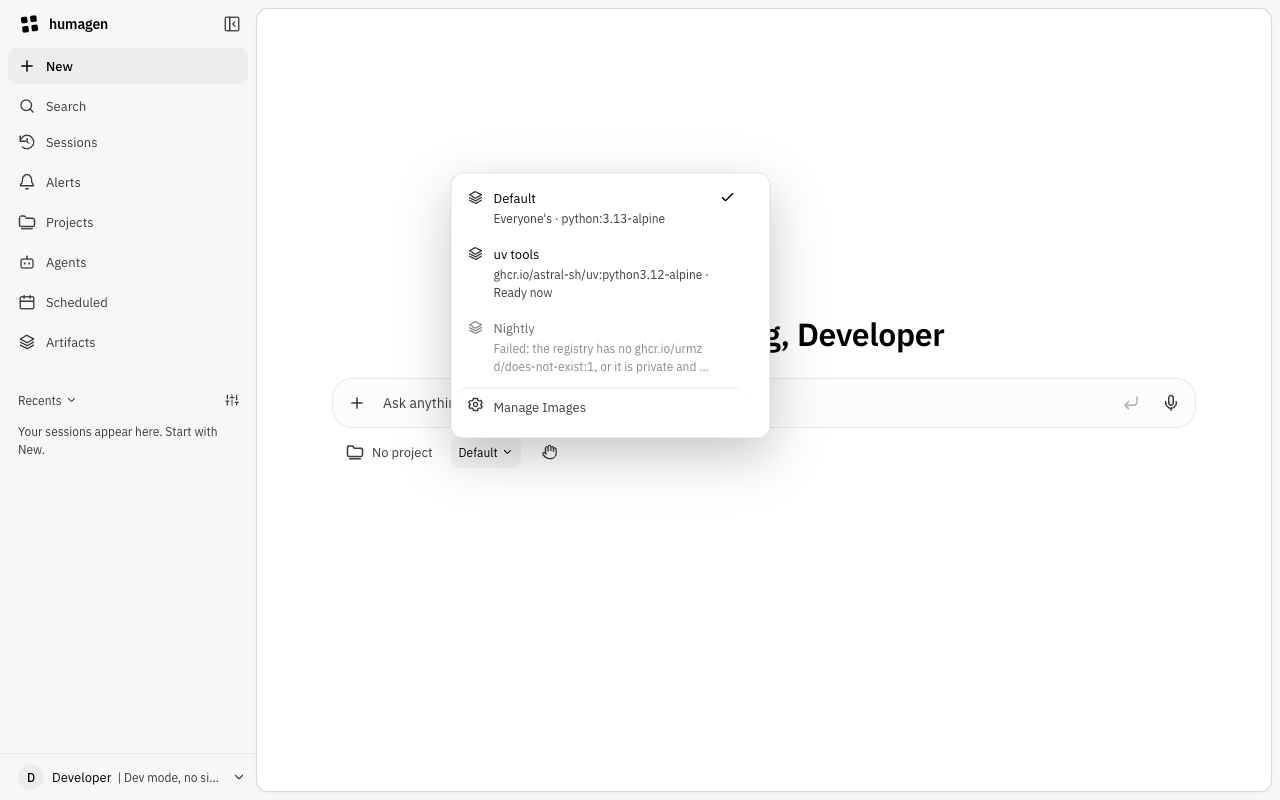 humagen
New
Search
Sessions
Alerts
Projects
Agents
Scheduled
Artifacts
Recents
Your sessions appear here. Start with
New.
D Developer | Dev mode, no si...
Default
Everyone's · python:3.13-alpine
uv tools
ghcr.io/astral-sh/uv:python3.12-alpine ·
Ready now
Nightly
Failed: the registry has no ghcr.io/urmz
d/does-not-exist:1, or it is private and ...
Manage Images
, Developer
Ask
No project
Default